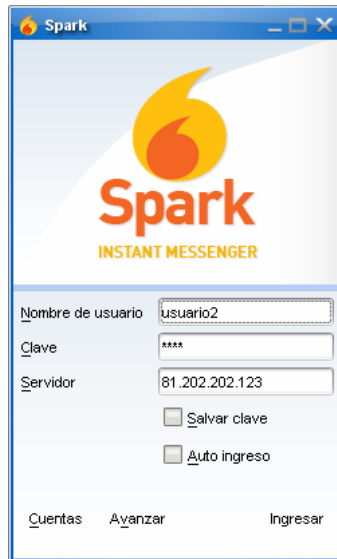 Spark
Spark
INSTANT MESSENGER
Nombre de usuario usuario2
Clave ****
Servidor 81.202.202.123
Salvar clave
Auto ingreso
Cuentas Avanzar Ingresar